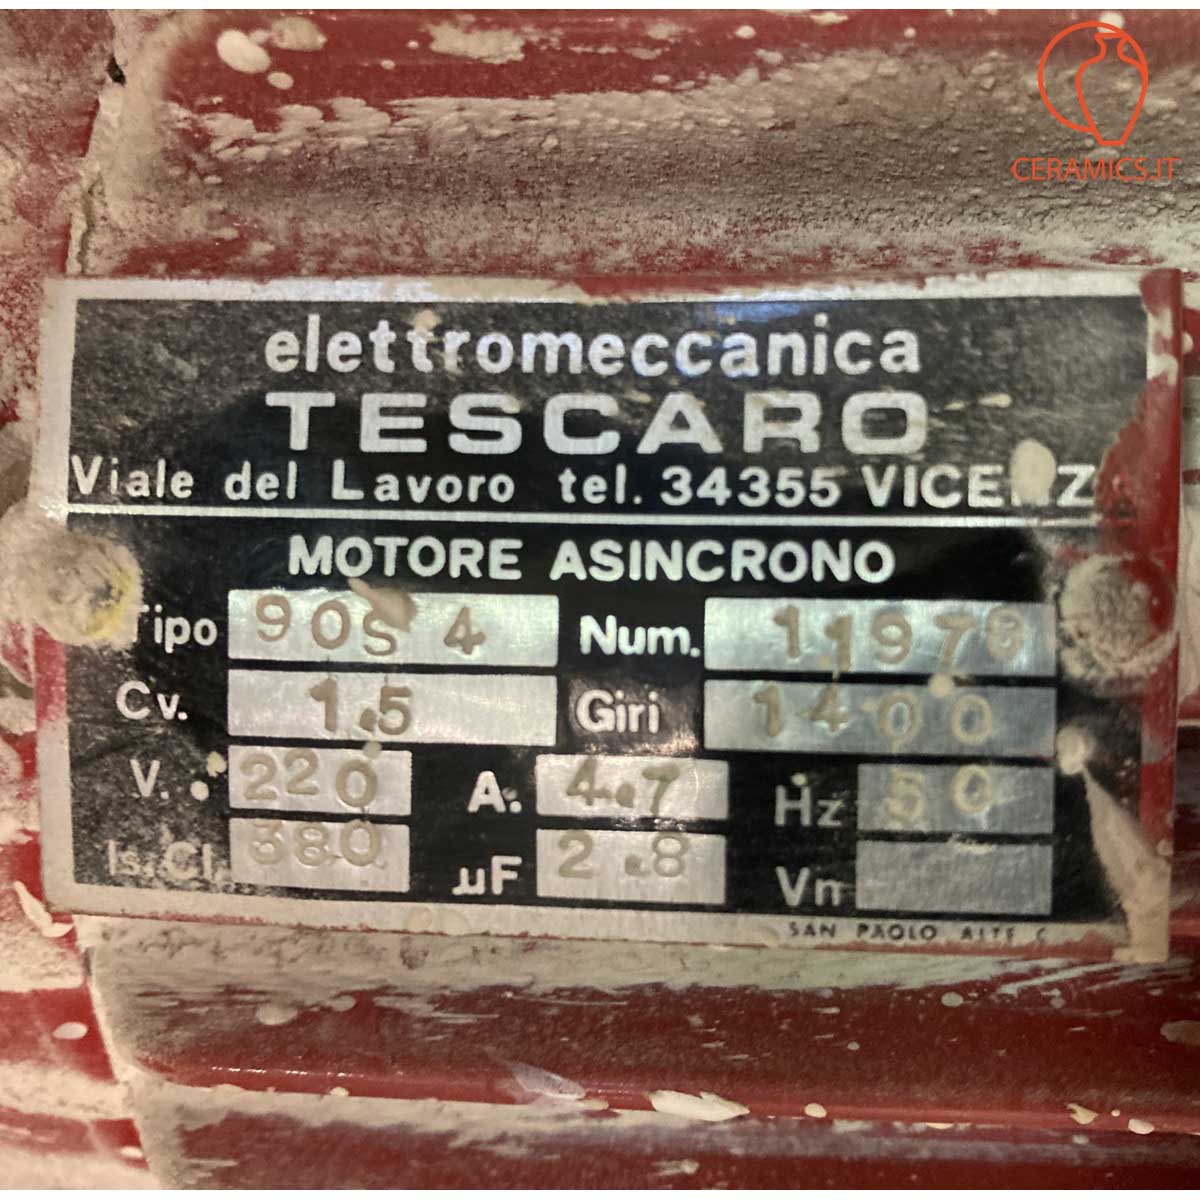 CERAMICS.IT
elettromeccanica
TESCARO
Viale del Lavoro tel. 34355 VICENZ
MOTORE ASINCRONO
Tipo 90S 4 Num.
Cv. 1.5 Giri 1400
V. 220 A. 4.7 Hz 50
Is. Cl. 380 µF 2.8 Vn
SAN PAOLO ALTE C